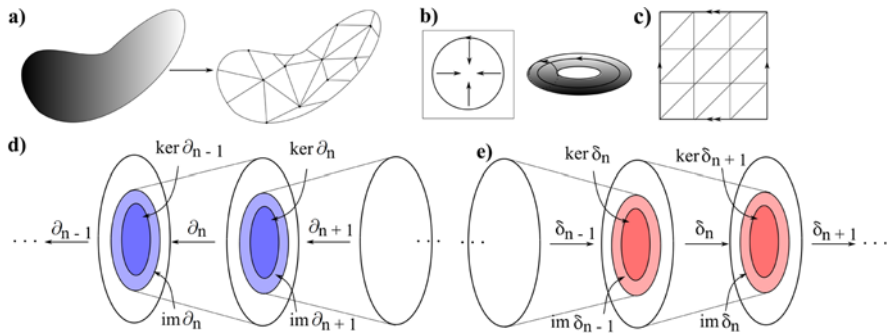 a)
b)
c)
d)
ker ∂n - 1
ker ∂n
e)
ker δn
ker δn + 1
· · ·
∂n - 1
∂n
∂n + 1
· · ·
· · ·
δn - 1
δn
δn + 1
· · ·
im ∂n
im ∂n + 1
im δn - 1
im δn